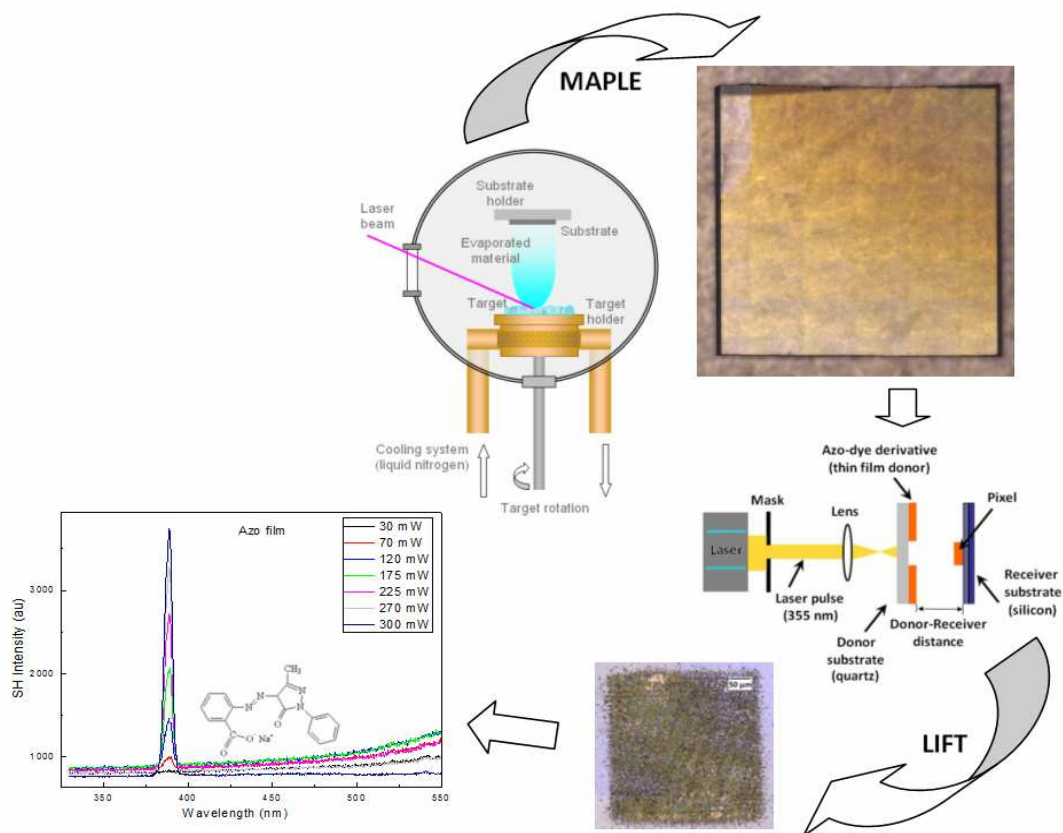 MAPLE
Substrate
holder
Laser
beam
Substrate
Evaporated
material
Target
Target
holder
Cooling system
(liquid nitrogen)
Target rotation
Azo-dye derivative
(thin film donor)
Mask
Lens
Pixel
Laser
Laser pulse
(355 nm)
Receiver
substrate
(silicon)
Donor-Receiver
distance
Donor
substrate
(quartz)
LIFT
50 µm
Azo film
30 mW
70 mW
120 mW
175 mW
225 mW
270 mW
300 mW
SH Intensity (au)
3000
2000
1000
CH₃
N
N
N
N
O
C
O⁻ Na⁺
O
350
400
450
500
550
Wavelength (nm)